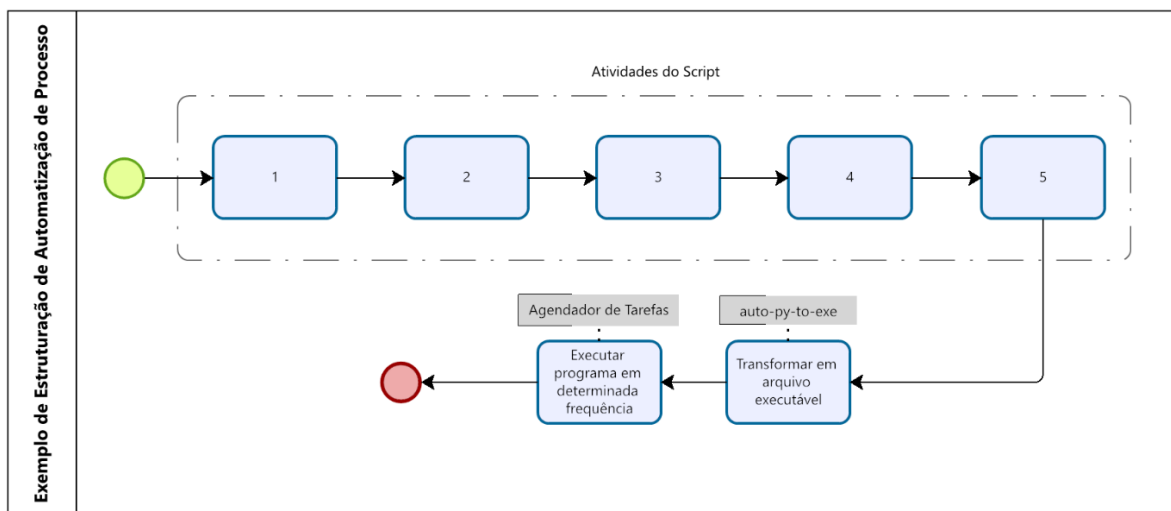 Exemplo de Estruturação de Automatização de Processo
Atividades do Script
1
2
3
4
5
Agendador de Tarefas
auto-py-to-exe
Executar
programa em
determinada
frequência
Transformar em
arquivo
executável